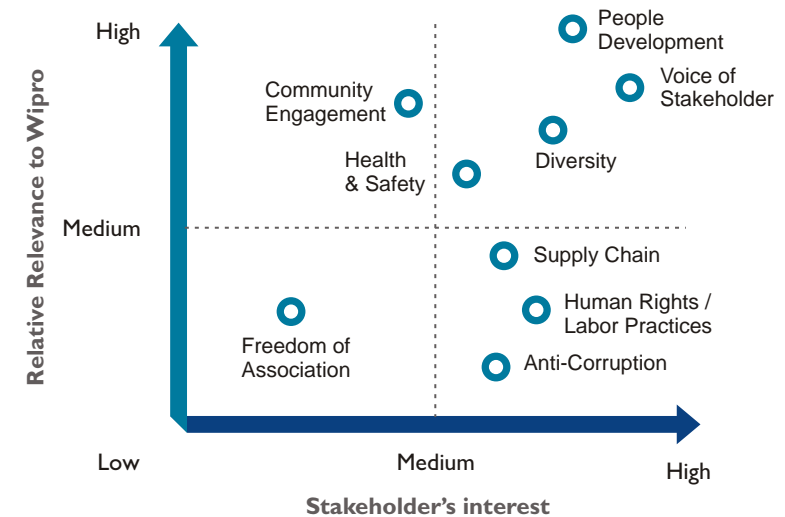 High
People
Development
Voice of
Stakeholder
Community
Engagement
Diversity
Health
& Safety
Relative Relevance to Wipro
Medium
Supply Chain
Human Rights /
Labor Practices
Freedom of
Association
Anti-Corruption
Low
Medium
High
Stakeholder’s interest